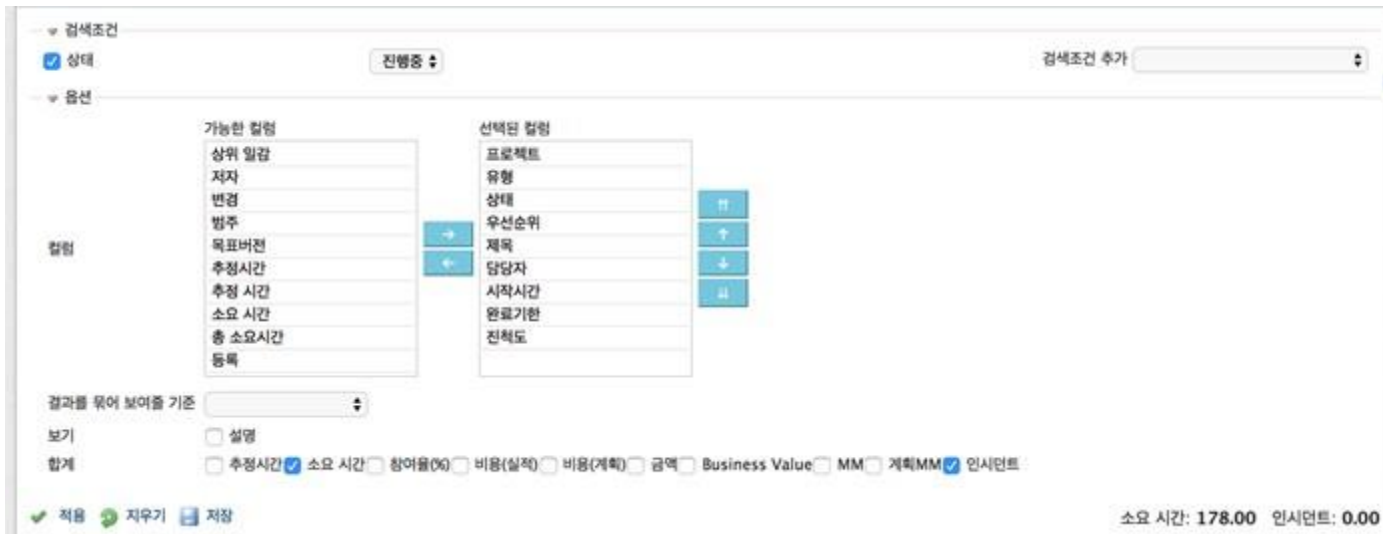 검색조건
상태 진행중 검색조건 추가
옵션
가능한 컬럼 선택된 컬럼
상위 일감 프로젝트
저자 유형
변경 상태
범주 우선순위
컬럼 목표버전 제목
추정시간 담당자
추정 시간 시작시간
소요 시간 완료기한
총 소요시간 진척도
등록
결과를 묶어 보여줄 기준
보기 설명
합계 추정시간 소요 시간 참여율(%) 비용(실적) 비용(계획) 금액 Business Value MM 계획MM 인시던트
적용 지우기 저장 소요 시간: 178.00 인시던트: 0.00